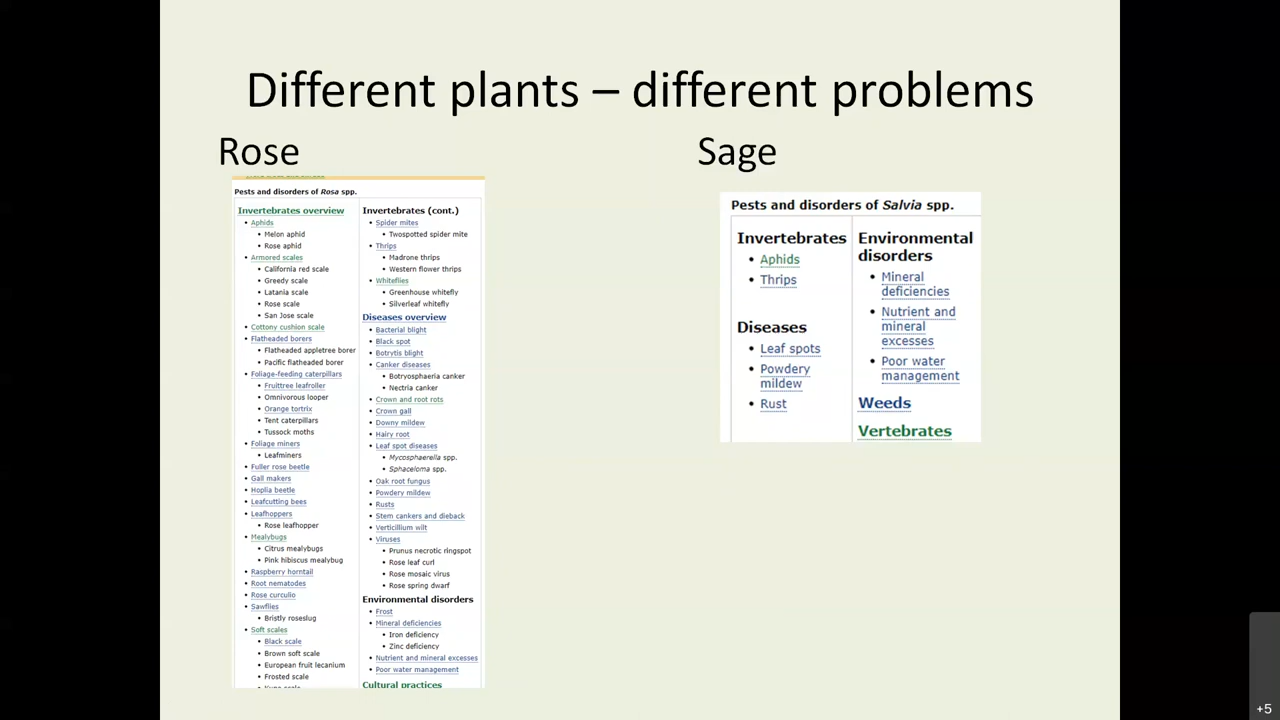 Different plants – different problems
Rose
Pests and disorders of Rosa spp.
Invertebrates overview
• Aphids
• Melon aphid
• Rose aphid
• Armored scales
• California red scale
• Greedy scale
• Latania scale
• Rose scale
• San Jose scale
• Cottony cushion scale
• Flatheaded borers
• Flatheaded appletree borer
• Pacific flatheaded borer
• Foliage-feeding caterpillars
• Fruittree leafroller
• Omnivorous looper
• Orange tortrix
• Tent caterpillars
• Tussock moths
• Foliage miners
• Leafminers
• Fuller rose beetle
• Gall makers
• Hoplia beetle
• Leafcutting bees
• Leafhoppers
• Rose leafhopper
• Mealybugs
• Citrus mealybugs
• Pink hibiscus mealybug
• Raspberry horntail
• Root nematodes
• Rose curculio
• Sawflies
• Bristly roseslug
• Soft scales
• Black scale
• Brown soft scale
• European fruit lecanium
• Frosted scale
Invertebrates (cont.)
• Spider mites
• Twospotted spider mite
• Thrips
• Madrone thrips
• Western flower thrips
• Whiteflies
• Greenhouse whitefly
• Silverleaf whitefly
Diseases overview
• Bacterial blight
• Black spot
• Botrytis blight
• Canker diseases
• Botryosphaeria canker
• Nectria canker
• Crown and root rots
• Crown gall
• Downy mildew
• Hairy root
• Leaf spot diseases
• Mycosphaerella spp.
• Sphaceloma spp.
• Oak root fungus
• Powdery mildew
• Rusts
• Stem cankers and dieback
• Verticillium wilt
• Viruses
• Prunus necrotic ringspot
• Rose leaf curl
• Rose mosaic virus
• Rose spring dwarf
Environmental disorders
• Frost
• Mineral deficiencies
• Iron deficiency
• Zinc deficiency
• Nutrient and mineral excesses
• Poor water management
Cultural practices
Sage
Pests and disorders of Salvia spp.
Invertebrates
• Aphids
• Thrips
Diseases
• Leaf spots
• Powdery
mildew
• Rust
Environmental
disorders
• Mineral
deficiencies
• Nutrient and
mineral
excesses
• Poor water
management
Weeds
Vertebrates
+5